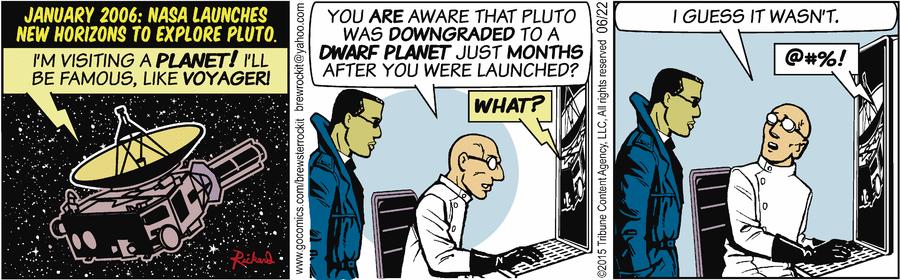 JANUARY 2006: NASA LAUNCHES
NEW HORIZONS TO EXPLORE PLUTO.
I'M VISITING A PLANET! I'LL
BE FAMOUS, LIKE VOYAGER!
Richard
www.gocomics.com/brewsterrockit brewrockit@yahoo.com
YOU ARE AWARE THAT PLUTO
WAS DOWNGRADED TO A
DWARF PLANET JUST MONTHS
AFTER YOU WERE LAUNCHED?
WHAT?
©2015 Tribune Content Agency, LLC, All rights reserved 06/22
I GUESS IT WASN'T.
@#%!